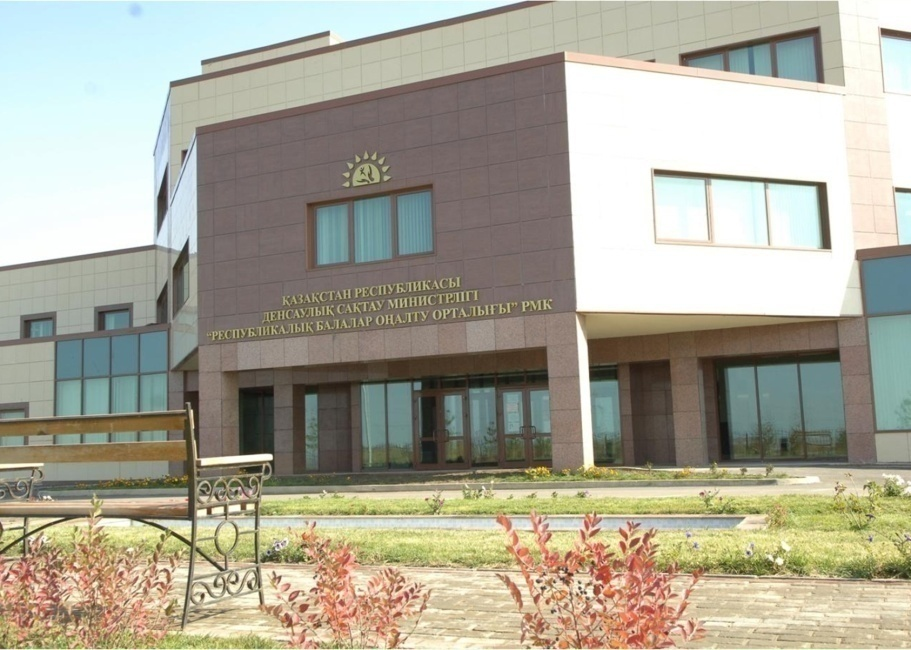 ҚАЗАҚСТАН РЕСПУБЛИКАСЫ
ДЕНСАУЛЫҚ САҚТАУ МИНИСТРЛІГІ
“РЕСПУБЛИКАЛЫҚ БАЛАЛАР ОҢАЛТУ ОРТАЛЫҒЫ” РМК